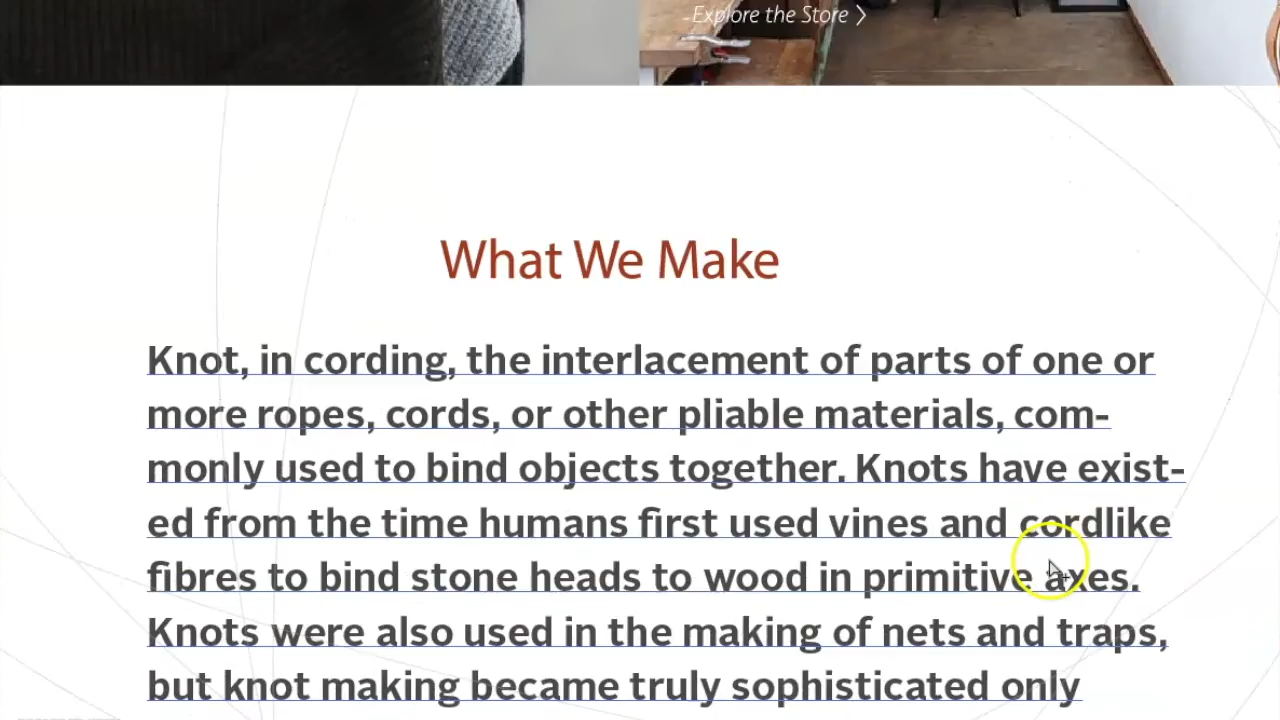 Explore the Store
What We Make
Knot, in cording, the interlacement of parts of one or
more ropes, cords, or other pliable materials, com-
monly used to bind objects together. Knots have exist-
ed from the time humans first used vines and cordlike
fibres to bind stone heads to wood in primitive axes.
Knots were also used in the making of nets and traps,
but knot making became truly sophisticated only